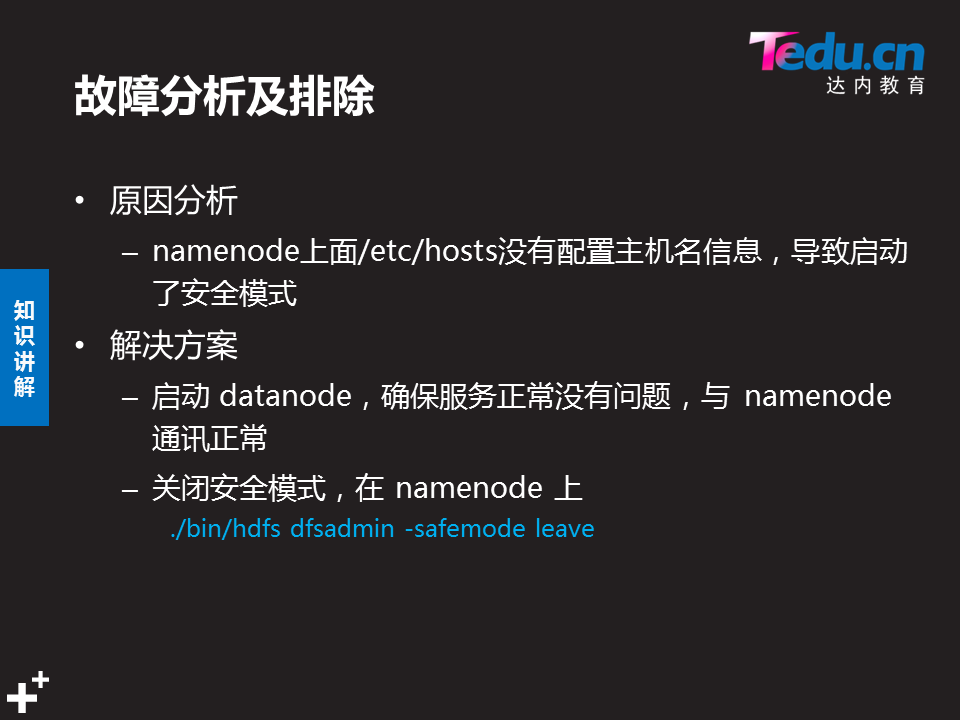 Tedu.cn
达内教育
故障分析及排除
• 原因分析
– namenode上面/etc/hosts没有配置主机名信息，导致启动
了安全模式
• 解决方案
– 启动 datanode，确保服务正常没有问题，与 namenode
通讯正常
– 关闭安全模式，在 namenode 上
./bin/hdfs dfsadmin -safemode leave
知
识
讲
解